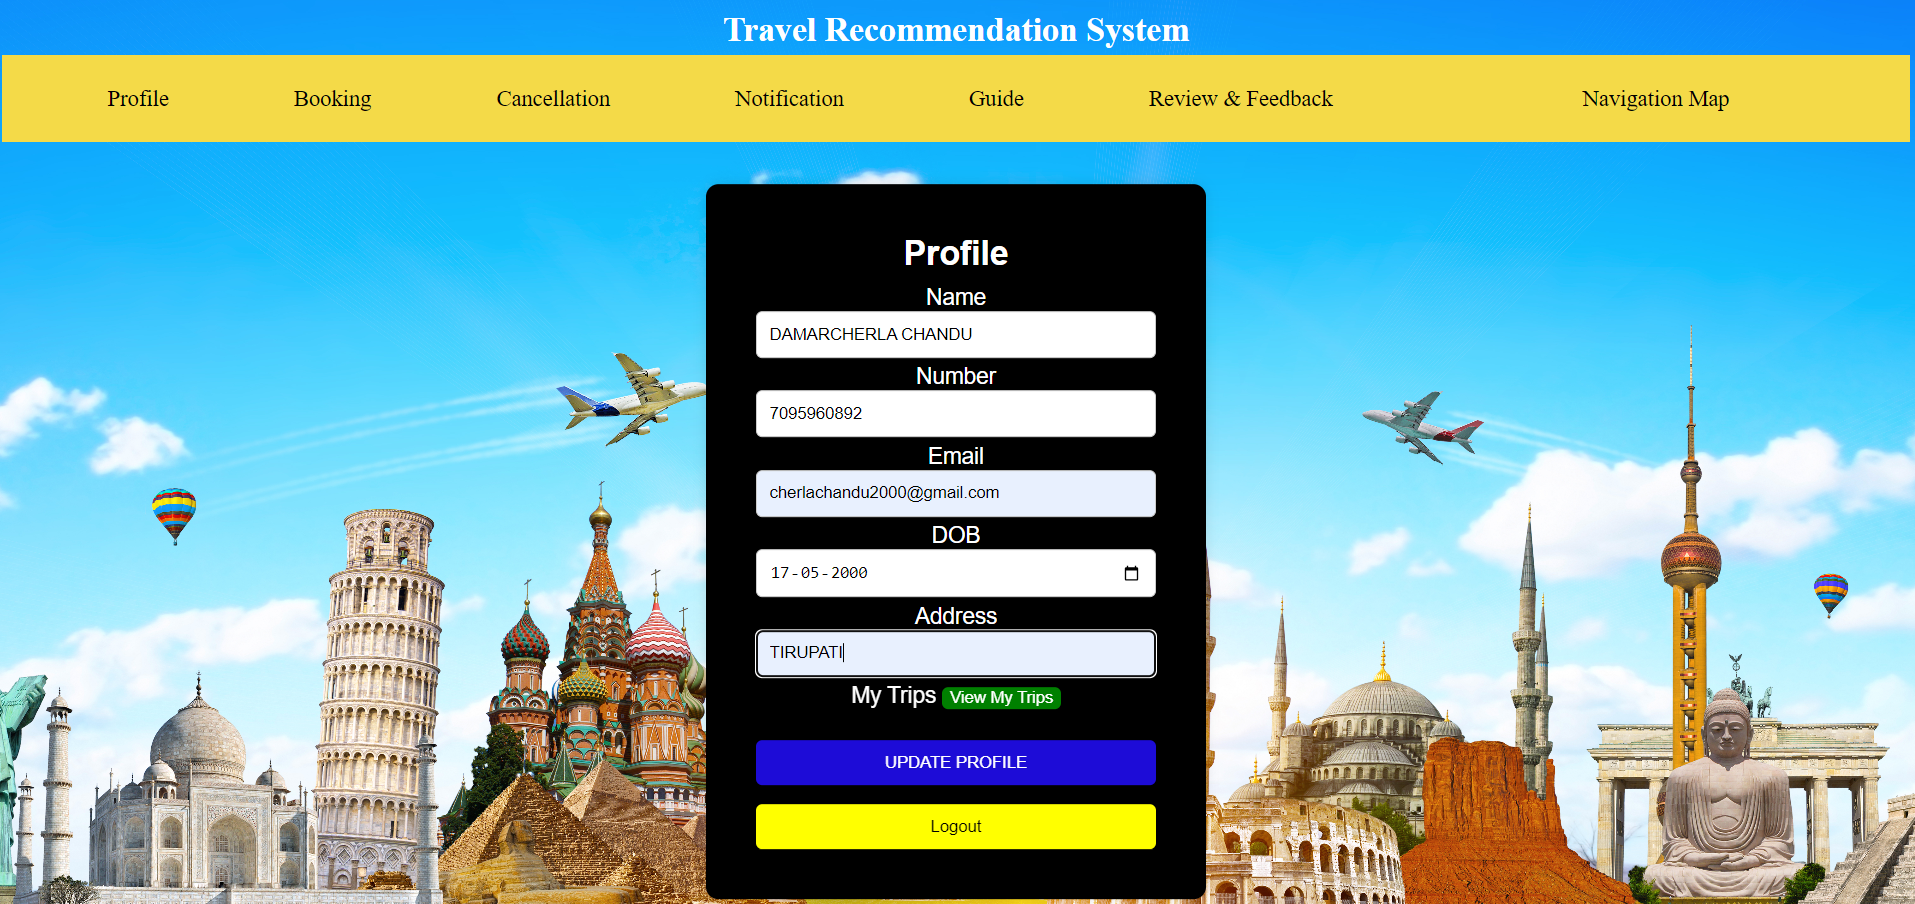 Travel Recommendation System
Profile Booking Cancellation Notification Guide Review & Feedback Navigation Map
Profile
Name
DAMARCHERLA CHANDU
Number
7095960892
Email
cherlachandu2000@gmail.com
DOB
17-05-2000
Address
TIRUPATI
My Trips View My Trips
UPDATE PROFILE
Logout